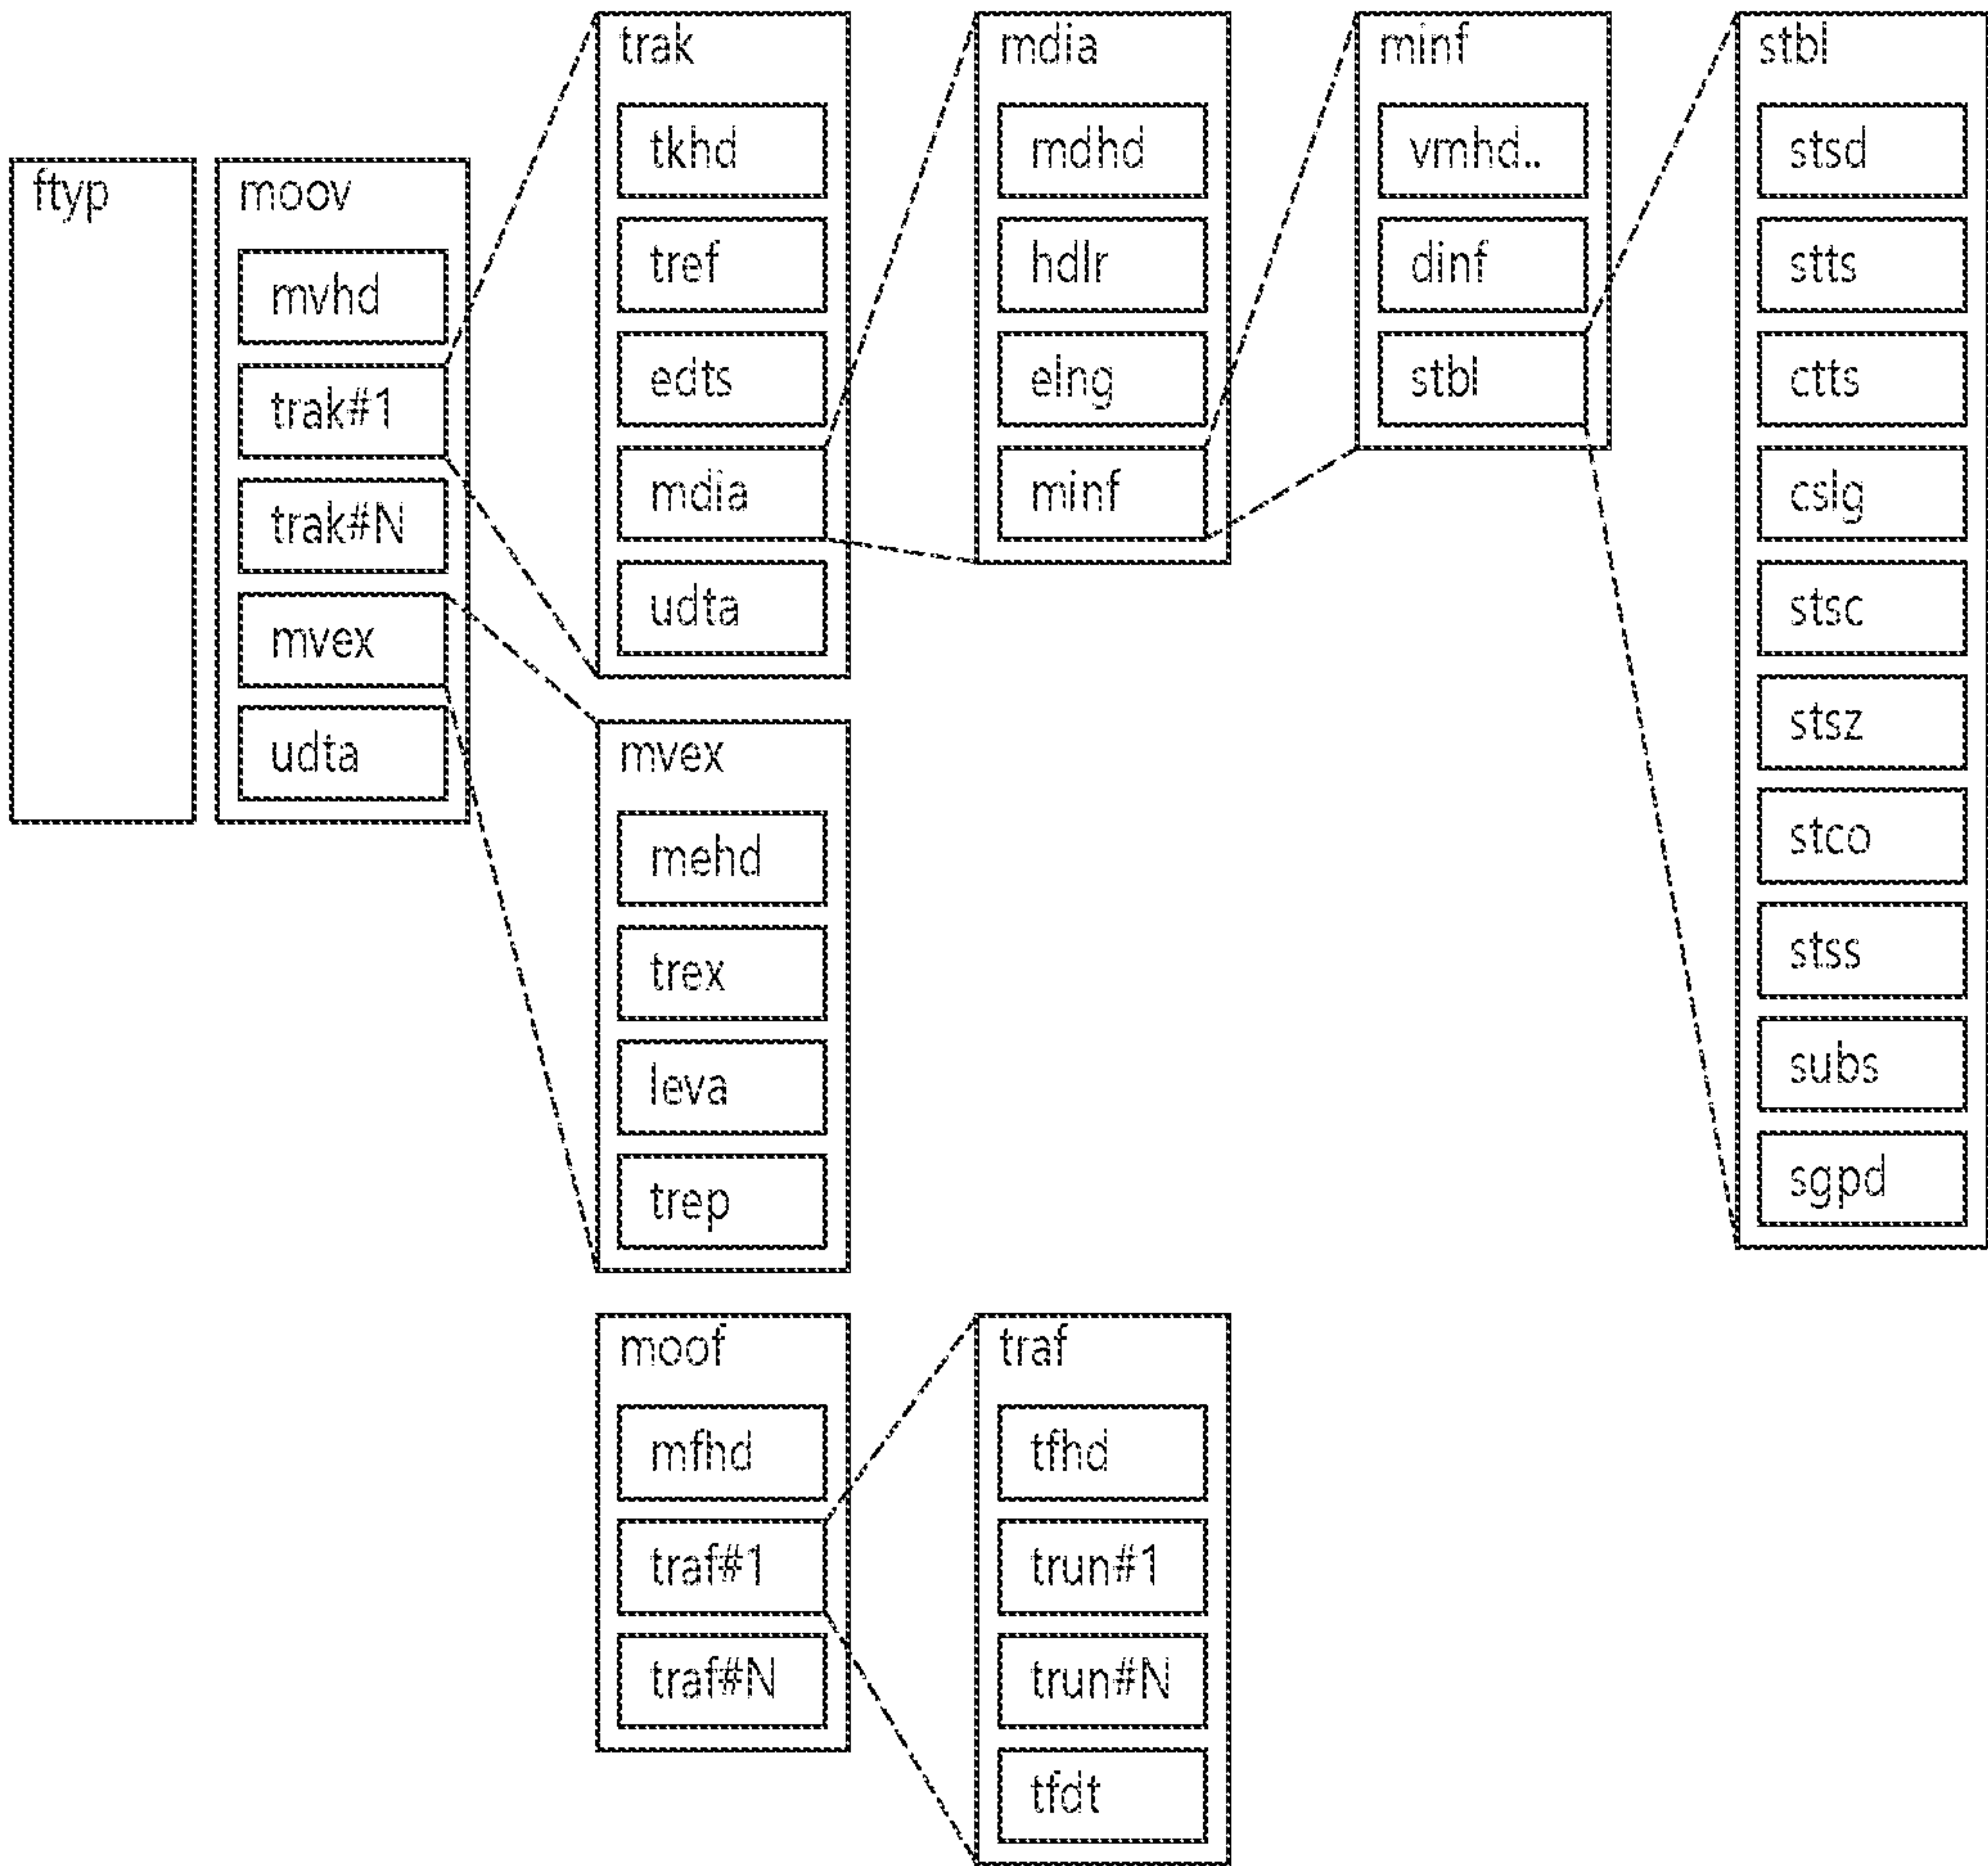 ftyp
moov
mvhd
trak#1
trak#N
mvex
udta
trak
tkhd
tref
edts
mdia
udta
mdia
mdhd
hdlr
elng
minf
minf
vmhd..
dinf
stbl
stbl
stsd
stts
ctts
cslg
stsc
stsz
stco
stss
subs
sgpd
mvex
mehd
trex
leva
trep
moof
mfhd
traf#1
traf#N
traf
tfhd
trun#1
trun#N
tfdt